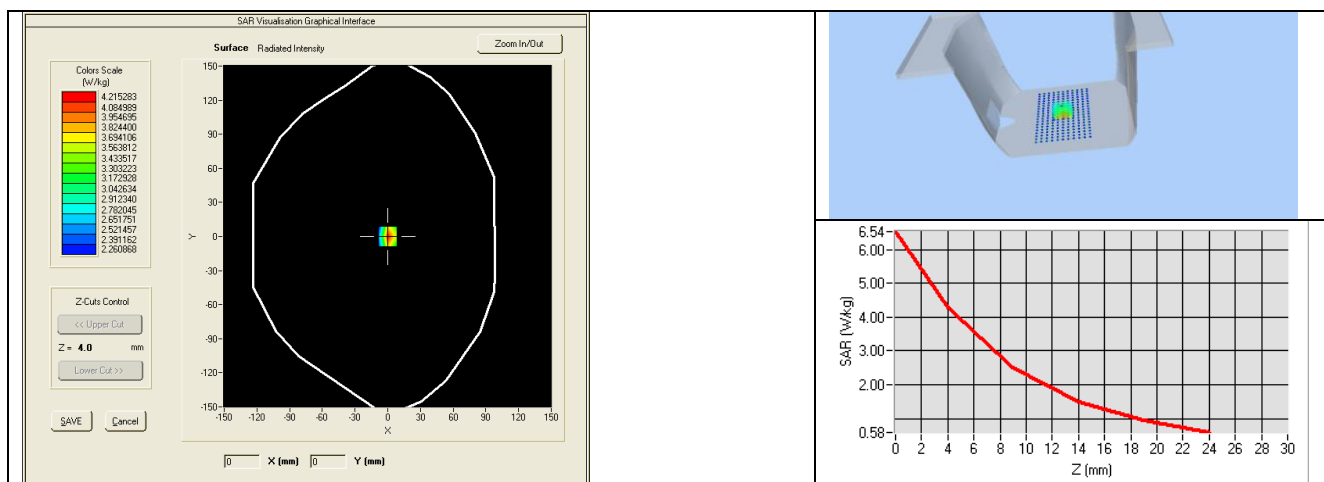 SAR Visualisation Graphical Interface
Surface Radiated Intensity
Zoom In/Out
Colors Scale
(W/kg)
4.215283
4.084989
3.954695
3.824400
3.694106
3.563812
3.433517
3.303223
3.172928
3.042634
2.912340
2.782045
2.651751
2.521457
2.391162
2.260868
Z-Cuts Control
<< Upper Cut
Z = 4.0 mm
Lower Cut >>
SAVE Cancel
150
120
90
60
30
0
-30
-60
-90
-120
-150
Y
-150 -120 -90 -60 -30 0 30 60 90 120 150
X
0 X (mm) 0 Y (mm)
6.54
6.00
5.00
4.00
3.00
2.00
0.58
SAR (W/kg)
0 2 4 6 8 10 12 14 16 18 20 22 24 26 28 30
Z (mm)